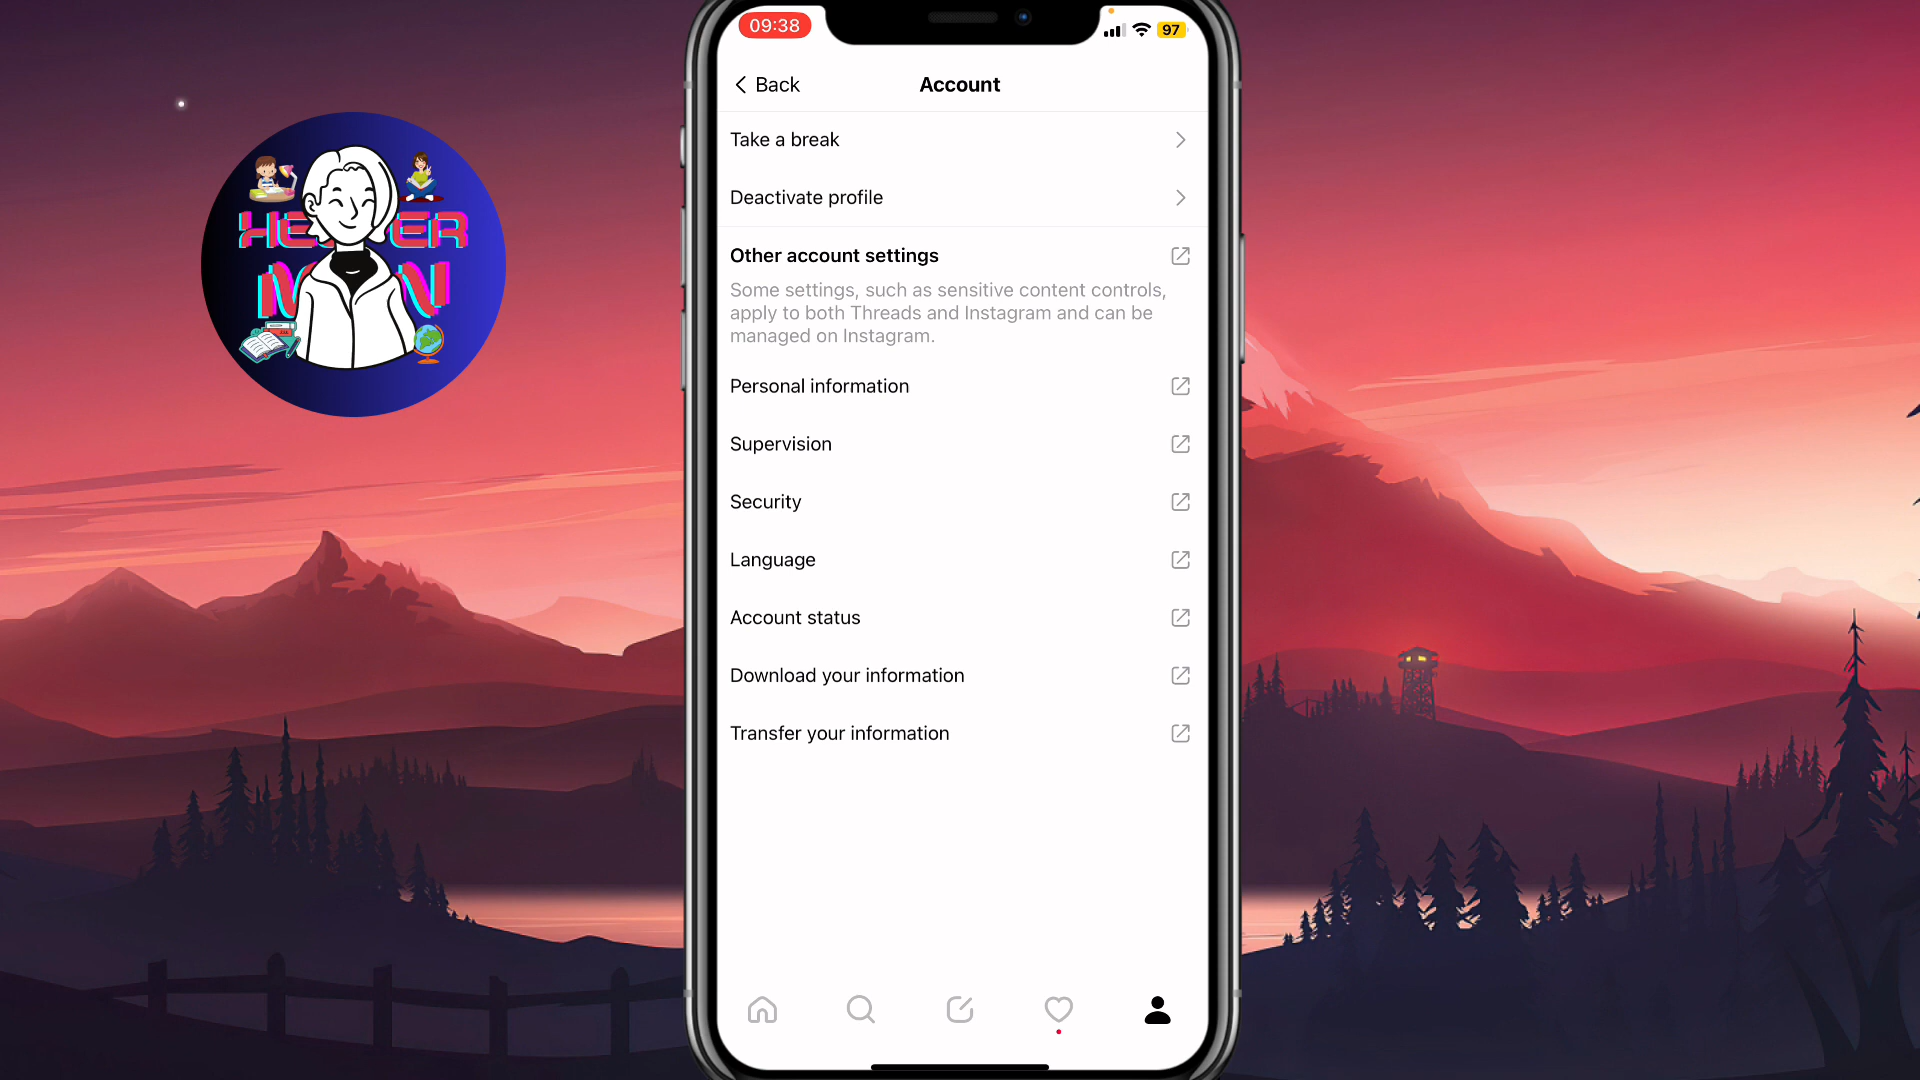 09:38
97
Back
Account
Take a break
Deactivate profile
Other account settings
Some settings, such as sensitive content controls,
apply to both Threads and Instagram and can be
managed on Instagram.
Personal information
Supervision
Security
Language
Account status
Download your information
Transfer your information